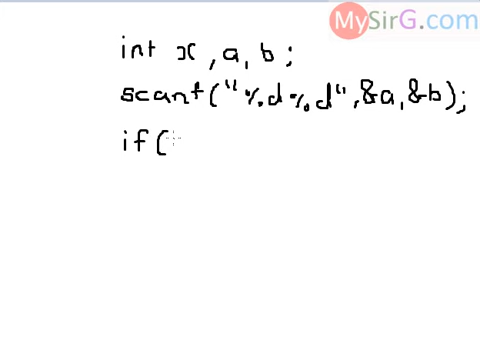 MySirG.com
int x, a, b;
scanf("%d%d", &a, &b);
if(